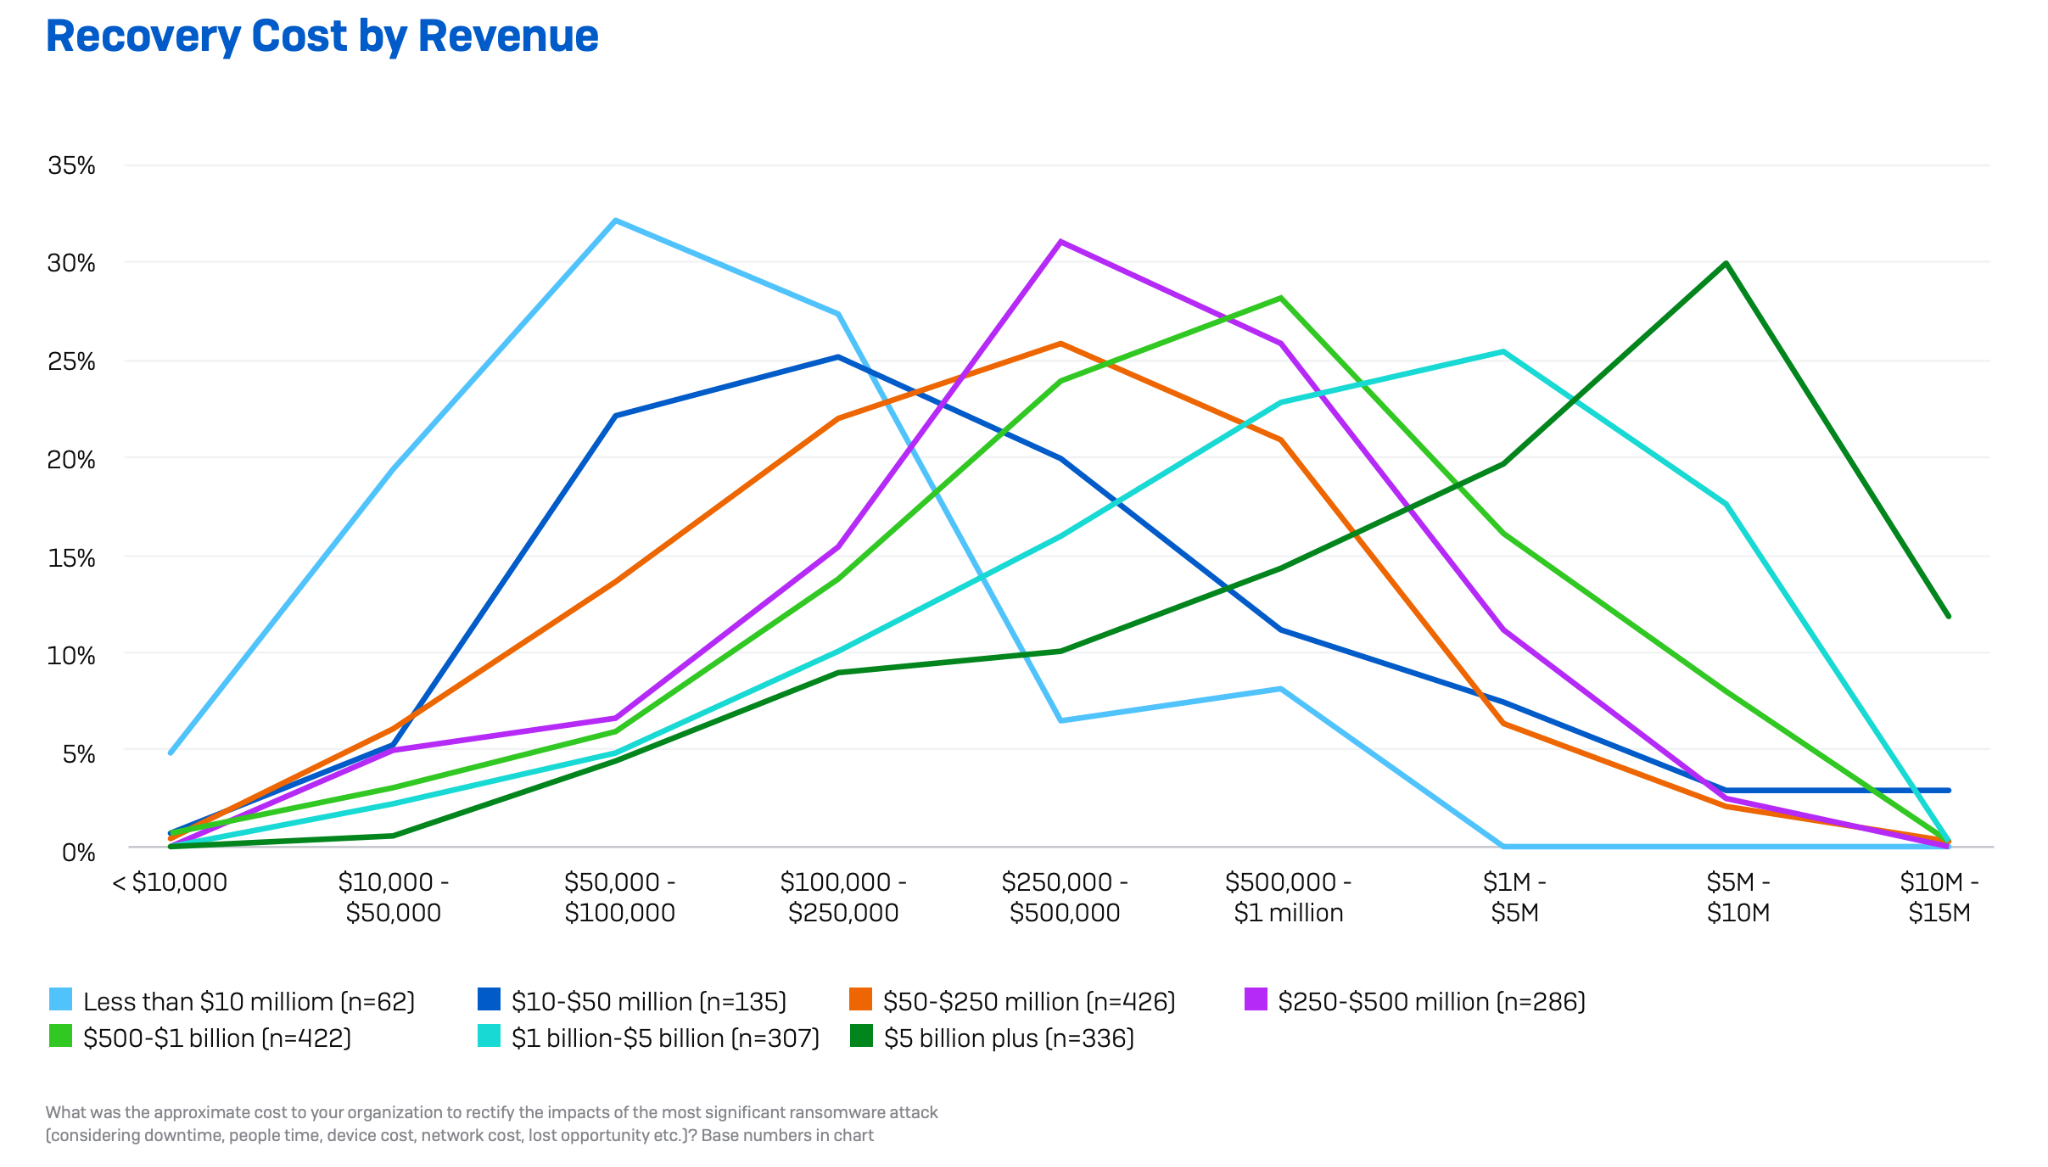 Recovery Cost by Revenue
35%
30%
25%
20%
15%
10%
5%
0%
< $10,000
$10,000 -
$50,000
$50,000 -
$100,000
$100,000 -
$250,000
$250,000 -
$500,000
$500,000 -
$1 million
$1M -
$5M
$5M -
$10M
$10M -
$15M
Less than $10 milliom (n=62)
$10-$50 million (n=135)
$50-$250 million (n=426)
$250-$500 million (n=286)
$500-$1 billion (n=422)
$1 billion-$5 billion (n=307)
$5 billion plus (n=336)
What was the approximate cost to your organization to rectify the impacts of the most significant ransomware attack
(considering downtime, people time, device cost, network cost, lost opportunity etc.)? Base numbers in chart